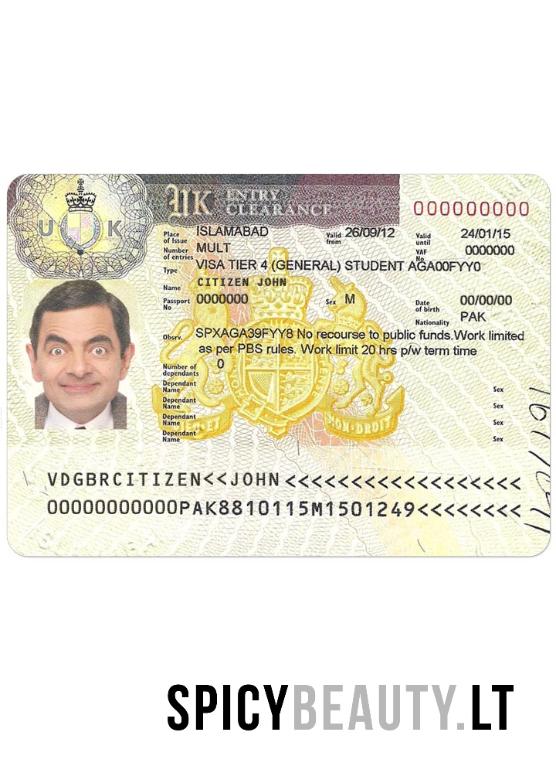 U K
UK ENTRY CLEARANCE
000000000
Place of Issue ISLAMABAD Valid from 26/09/12 Valid until 24/01/15
Number of entries MULT VAF No. 0000000
Type VISA TIER 4 (GENERAL) STUDENT AGA00FYY0
Name CITIZEN JOHN
Passport No 0000000 Sex M Date of birth 00/00/00
Nationality PAK
Observ. SPXAGA39FYY8 No recourse to public funds.Work limited
as per PBS rules. Work limit 20 hrs p/w term time
Number of dependants 0
Dependant Name Sex
Dependant Name Sex
Dependant Name Sex
Dependant Name Sex
ET MON DROIT
VDGBRCITIZEN<<JOHN<<<<<<<<<<<<<<<<<<
00000000000PAK8810115M1501249<<<<<<<
SPICYBEAUTY.LT